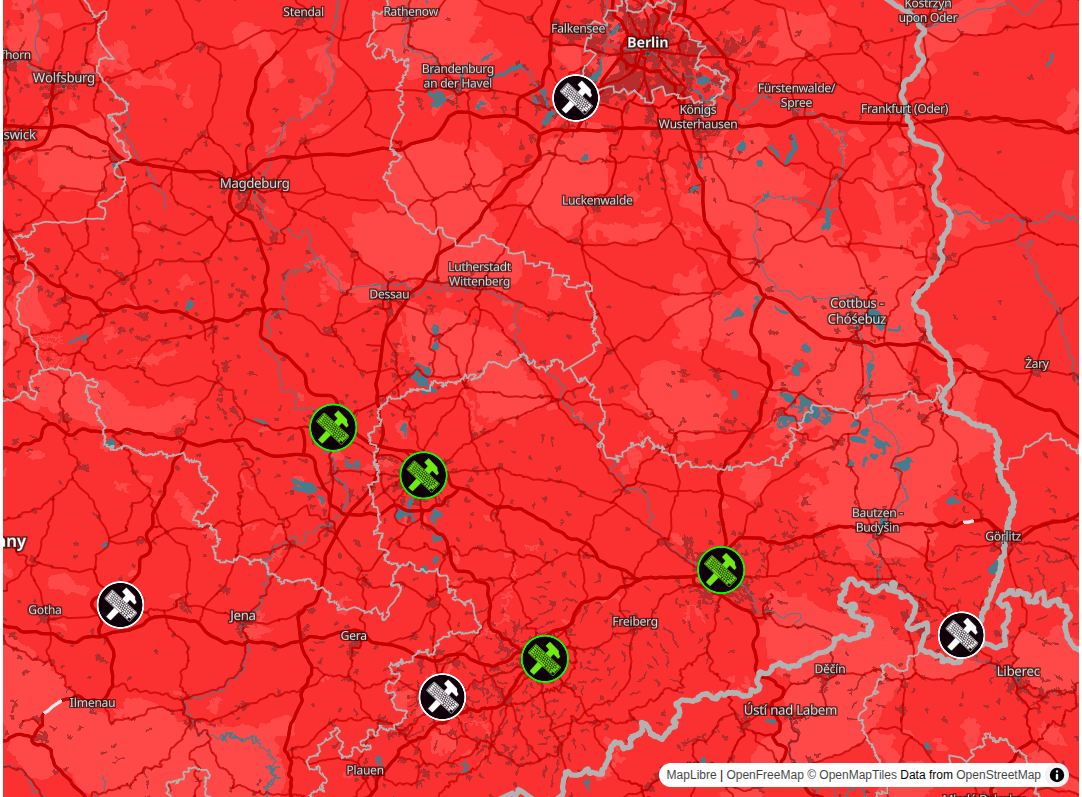 Stendal
Rathenow
Kostrzyn
upon Oder
Falkensee
Berlin
fhorn
Wolfsburg
Brandenburg
an der Havel
Fürstenwalde/
Spree
Frankfurt (Oder)
Königs
Wusterhausen
swick
Magdeburg
Luckenwalde
Lutherstadt
Wittenberg
Dessau
Cottbus -
Chóśebuz
Żary
Bautzen -
Budyšin
Görlitz
any
Gotha
Jena
Gera
Freiberg
Děčín
Liberec
Ilmenau
Ústí nad Labem
Plauen
MapLibre | OpenFreeMap © OpenMapTiles Data from OpenStreetMap